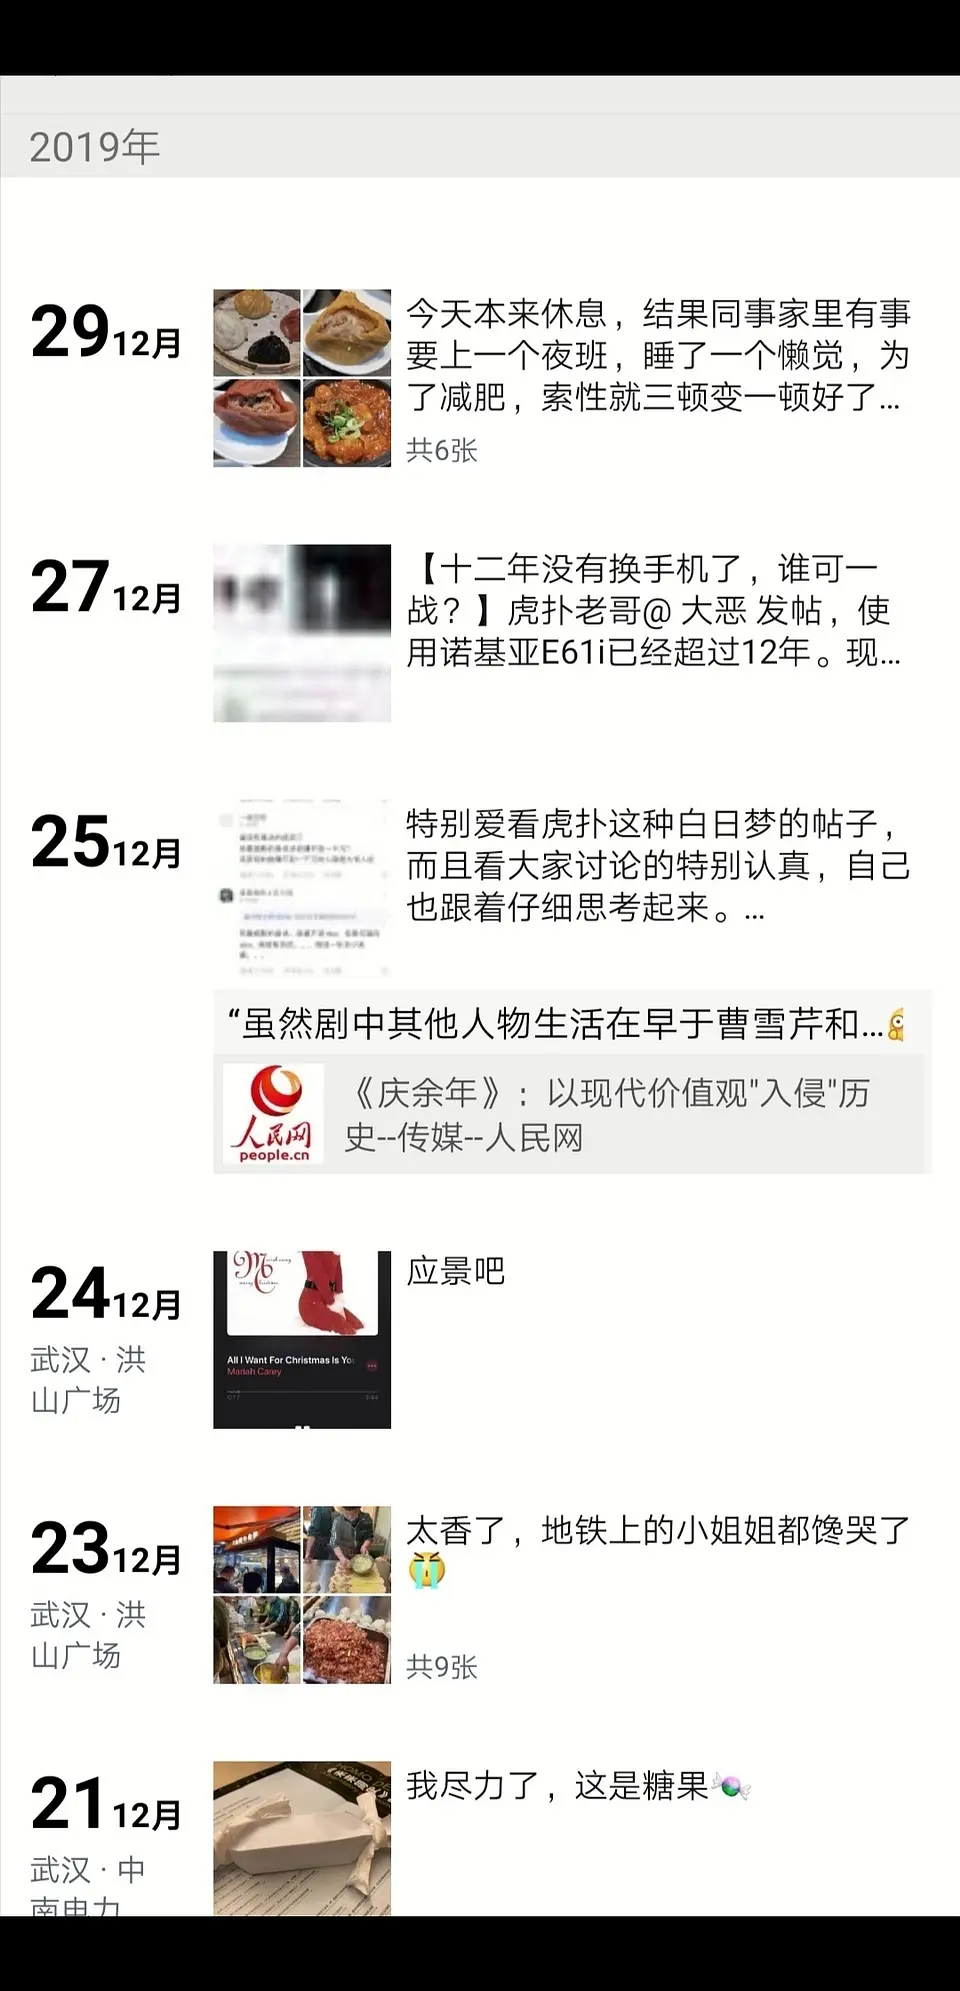 2019年
29 12月
今天本来休息，结果同事家里有事
要上一个夜班，睡了一个懒觉，为
了减肥，索性就三顿变一顿好了...
共6张
27 12月
【十二年没有换手机了，谁可一
战？】虎扑老哥@ 大恶 发帖，使
用诺基亚E61i已经超过12年。现...
25 12月
特别爱看虎扑这种白日梦的帖子，
而且看大家讨论的特别认真，自己
也跟着仔细思考起来。...
“虽然剧中其他人物生活在早于曹雪芹和...
人民网
people.cn
《庆余年》：以现代价值观"入侵"历
史--传媒--人民网
24 12月
武汉 · 洪
山广场
All I Want For Christmas Is You
Mariah Carey
应景吧
23 12月
武汉 · 洪
山广场
太香了，地铁上的小姐姐都馋哭了
😭
共9张
21 12月
武汉 · 中
南电力
我尽力了，这是糖果🍬